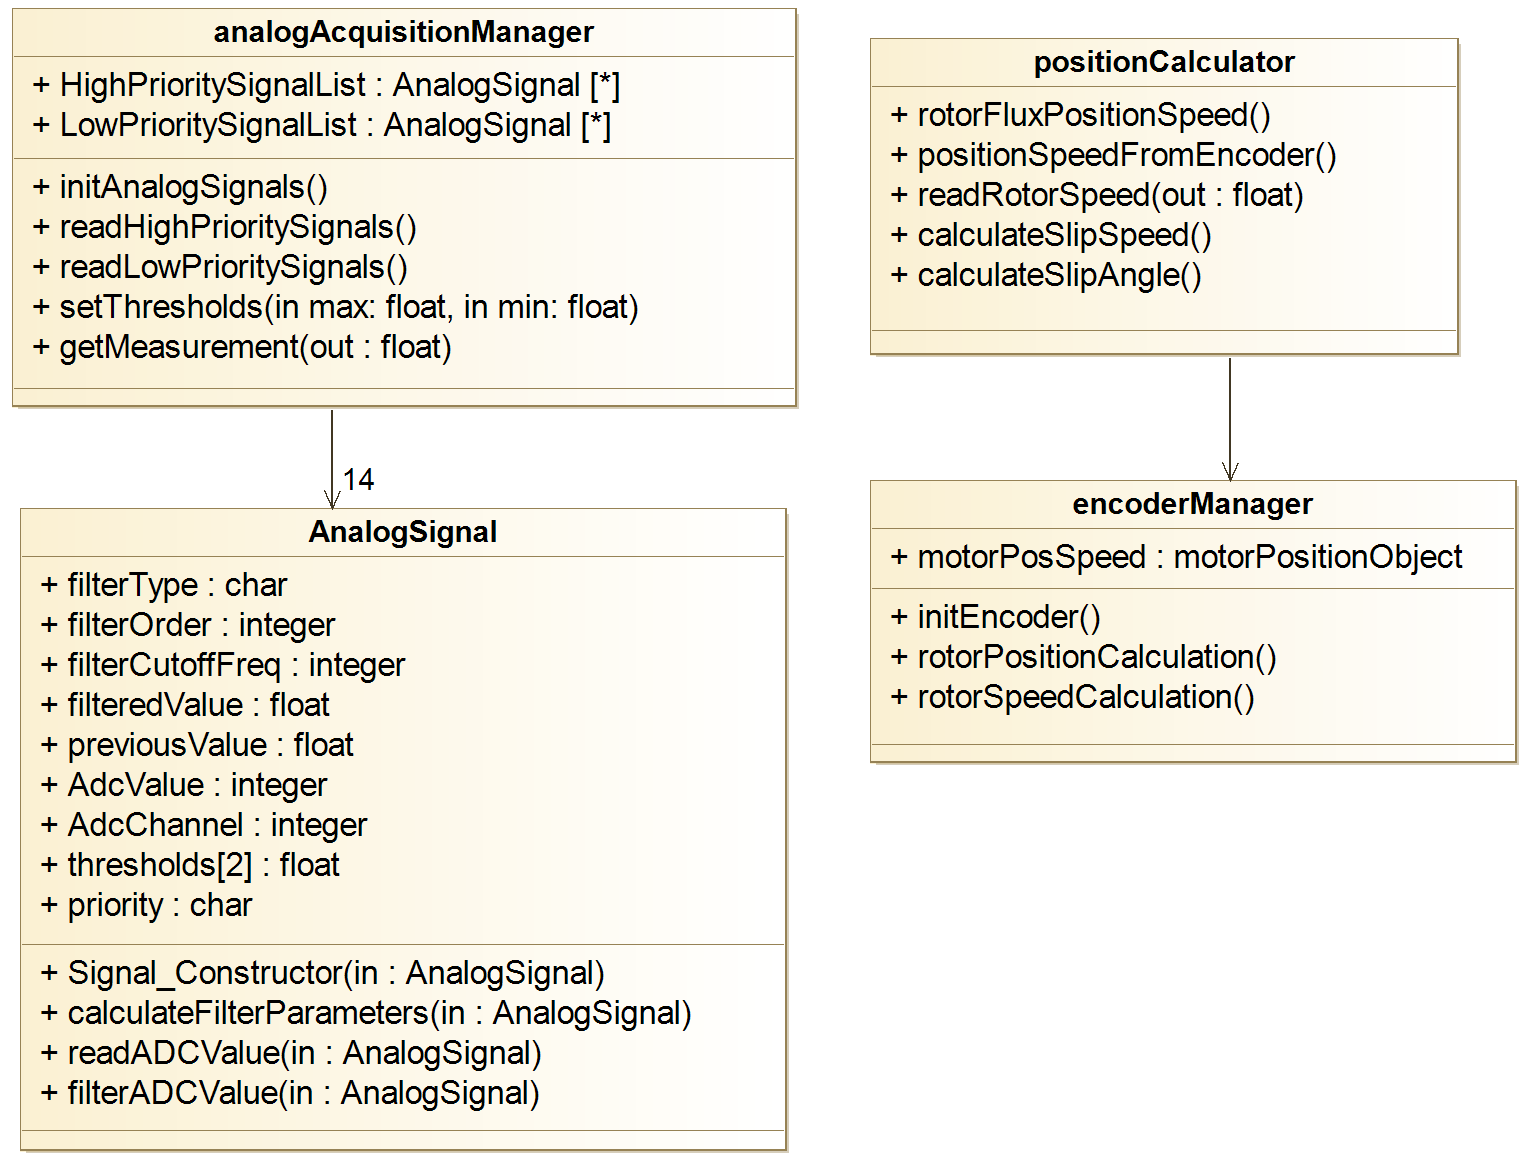 analogAcquisitionManager
+ HighPrioritySignalList : AnalogSignal [*]
+ LowPrioritySignalList : AnalogSignal [*]
+ initAnalogSignals()
+ readHighPrioritySignals()
+ readLowPrioritySignals()
+ setThresholds(in max: float, in min: float)
+ getMeasurement(out : float)
14
AnalogSignal
+ filterType : char
+ filterOrder : integer
+ filterCutoffFreq : integer
+ filteredValue : float
+ previousValue : float
+ AdcValue : integer
+ AdcChannel : integer
+ thresholds[2] : float
+ priority : char
+ Signal_Constructor(in : AnalogSignal)
+ calculateFilterParameters(in : AnalogSignal)
+ readADCValue(in : AnalogSignal)
+ filterADCValue(in : AnalogSignal)
positionCalculator
+ rotorFluxPositionSpeed()
+ positionSpeedFromEncoder()
+ readRotorSpeed(out : float)
+ calculateSlipSpeed()
+ calculateSlipAngle()
encoderManager
+ motorPosSpeed : motorPositionObject
+ initEncoder()
+ rotorPositionCalculation()
+ rotorSpeedCalculation()